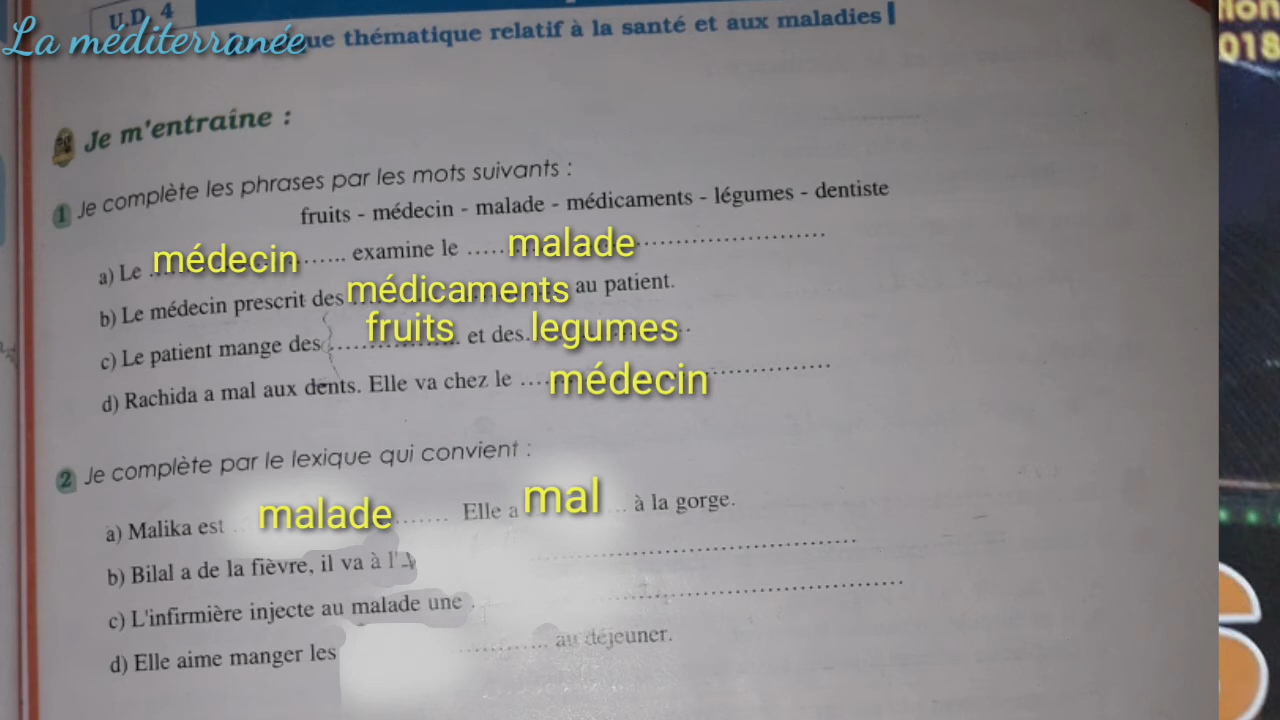 U.D. 4
La méditerranée
ue thématique relatif à la santé et aux maladies
Je m'entraîne :
1 Je complète les phrases par les mots suivants :
fruits - médecin - malade - médicaments - légumes - dentiste
a) Le médecin ...... examine le ..... malade ..............................
b) Le médecin prescrit des médicaments au patient.
c) Le patient mange des fruits et des legumes
d) Rachida a mal aux dents. Elle va chez le .... médecin ..................
2 Je complète par le lexique qui convient :
a) Malika est malade ....... Elle a mal ... à la gorge.
b) Bilal a de la fièvre, il va à l' ..............................................
c) L'infirmière injecte au malade une ..............................................
d) Elle aime manger les ............ au déjeuner.
018